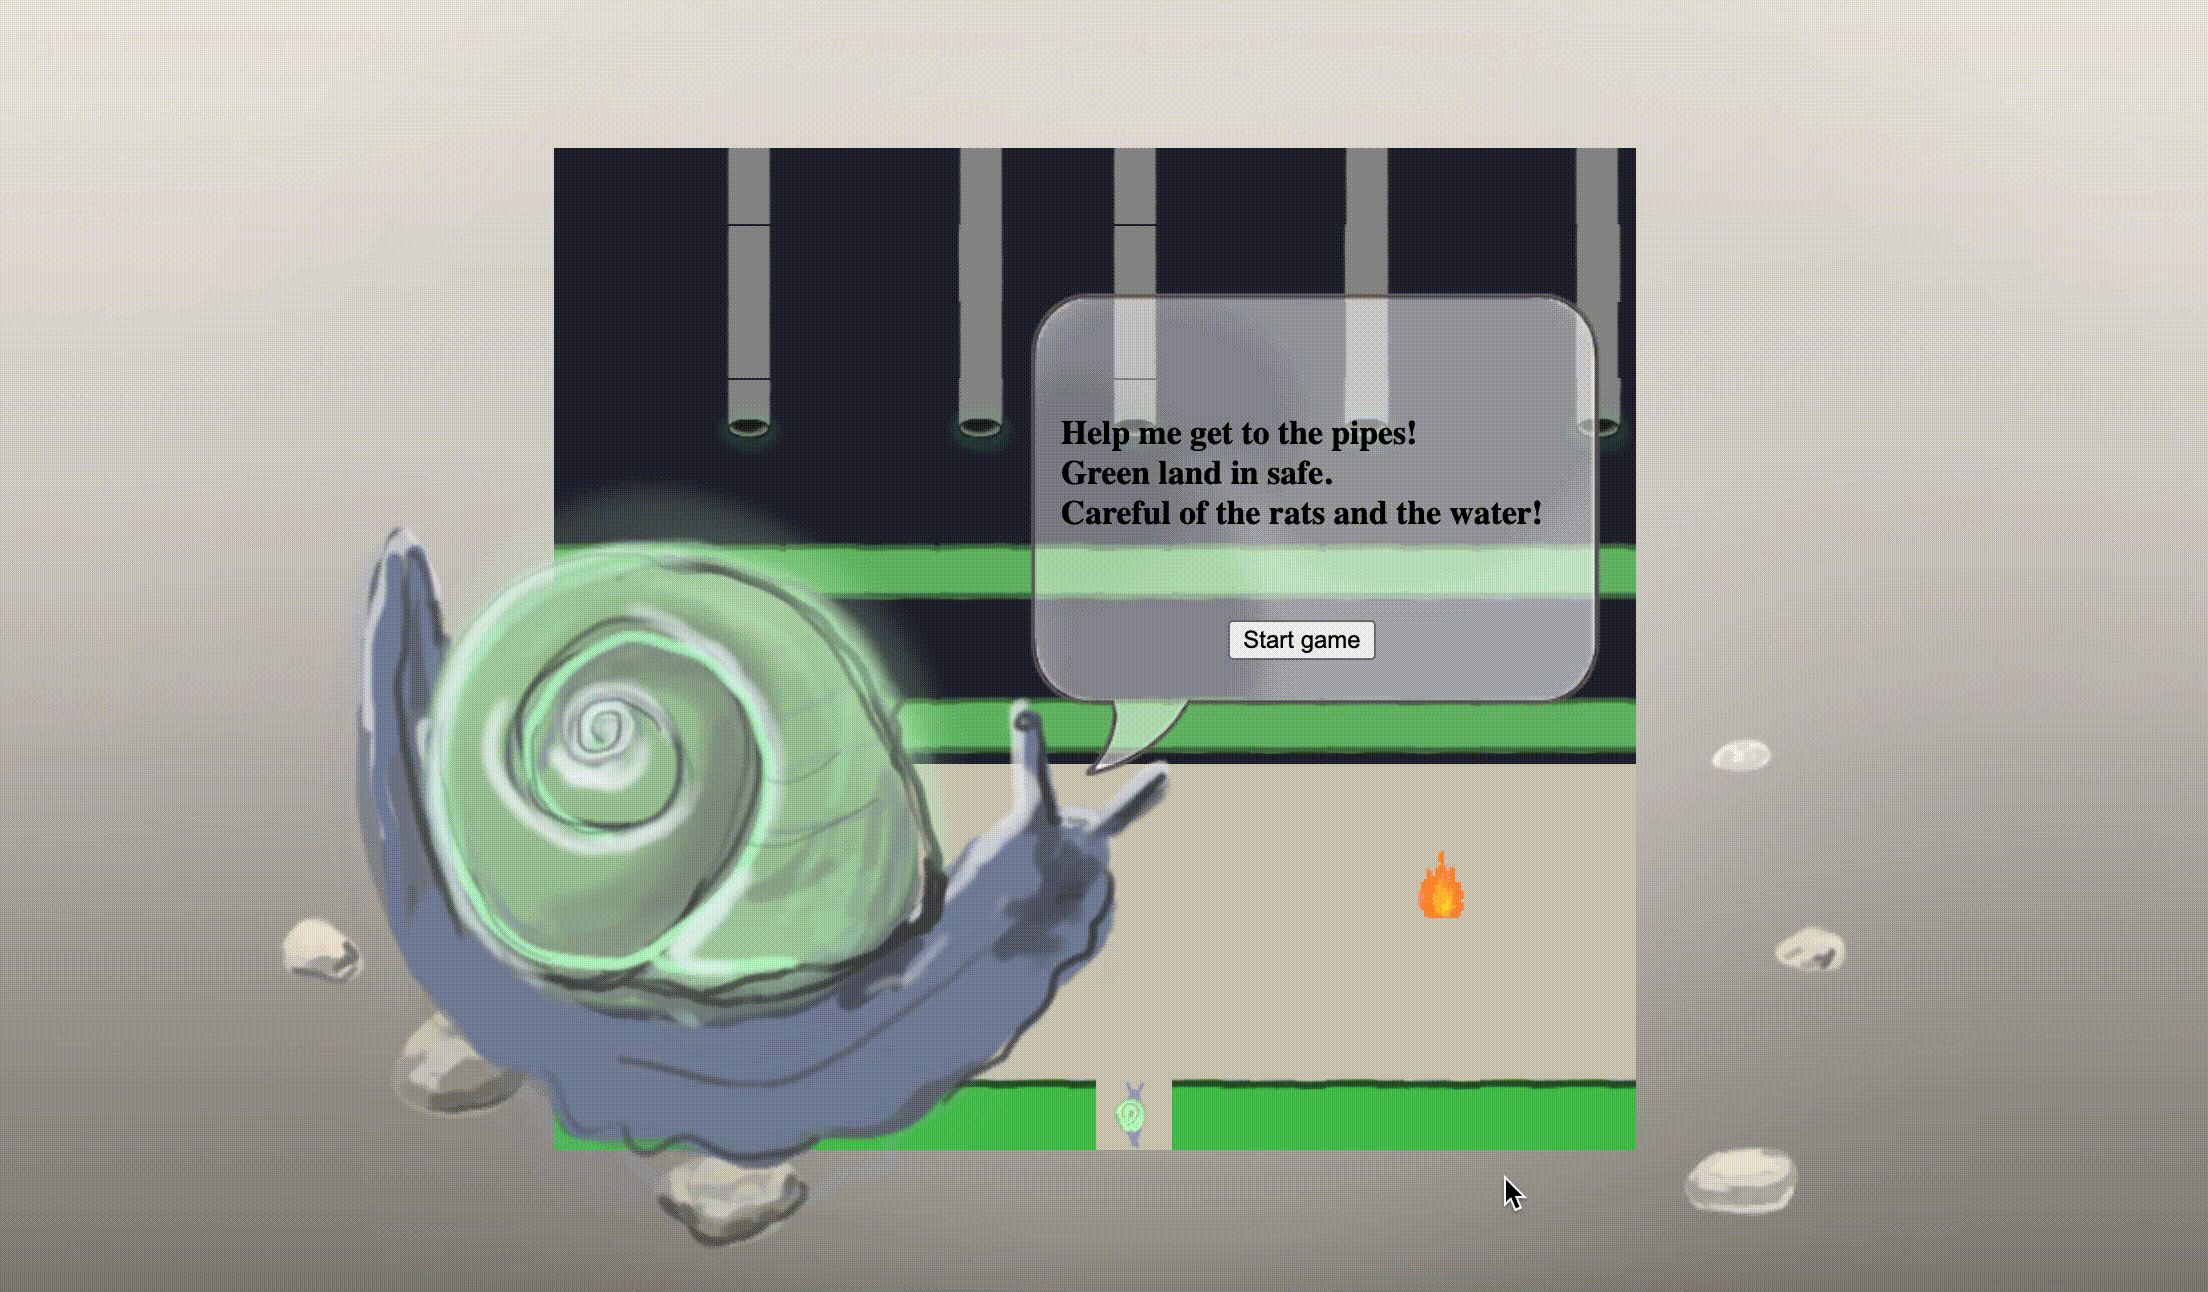 Help me get to the pipes!
Green land in safe.
Careful of the rats and the water!
Start game